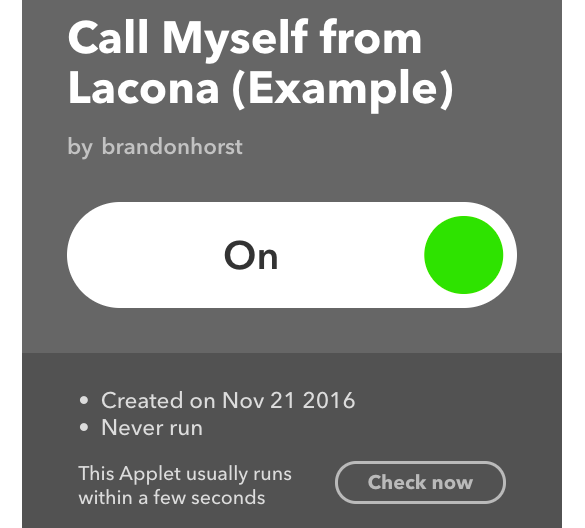 Call Myself from
Lacona (Example)
by brandonhorst
On
• Created on Nov 21 2016
• Never run
This Applet usually runs
within a few seconds
Check now